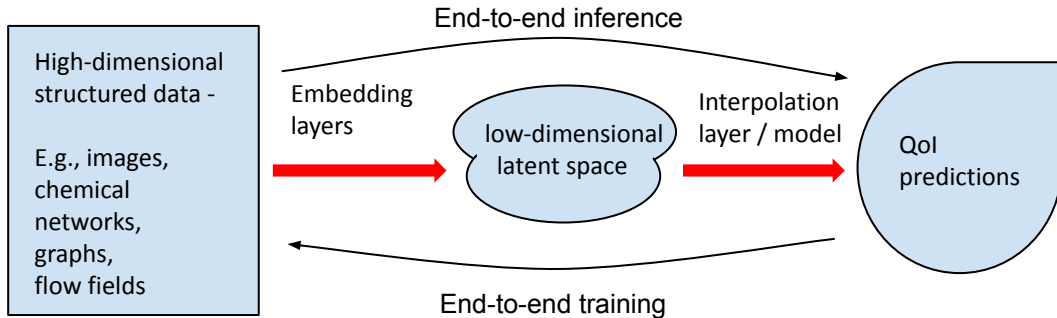 End-to-end inference
High-dimensional
structured data -
E.g., images,
chemical
networks,
graphs,
flow fields
Embedding
layers
low-dimensional
latent space
Interpolation
layer / model
QoI
predictions
End-to-end training